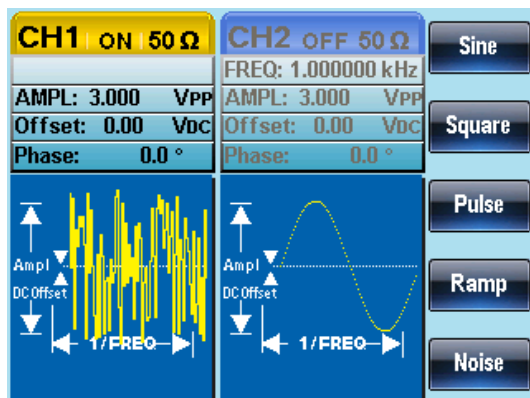 CH1 ON 50 Ω
AMPL: 3.000 VPP
Offset: 0.00 VDC
Phase: 0.0 °
Ampl
DC Offset
1/FREQ
CH2 OFF 50 Ω
FREQ: 1.000000 kHz
AMPL: 3.000 VPP
Offset: 0.00 VDC
Phase: 0.0 °
Ampl
DC Offset
1/FREQ
Sine
Square
Pulse
Ramp
Noise